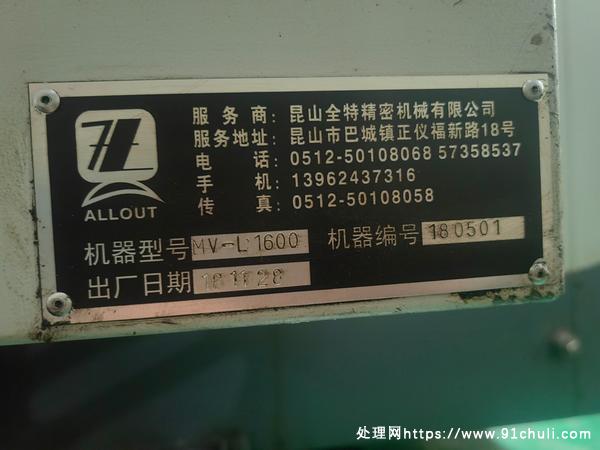 服务商：昆山全特精密机械有限公司
服务地址：昆山市巴城镇正仪福新路18号
电话：0512-50108068 57358537
手机：13962437316
传真：0512-50108058
ALLOUT
机器型号 MV-L1600 机器编号 180501
出厂日期
处理网https://www.91chuli.com/